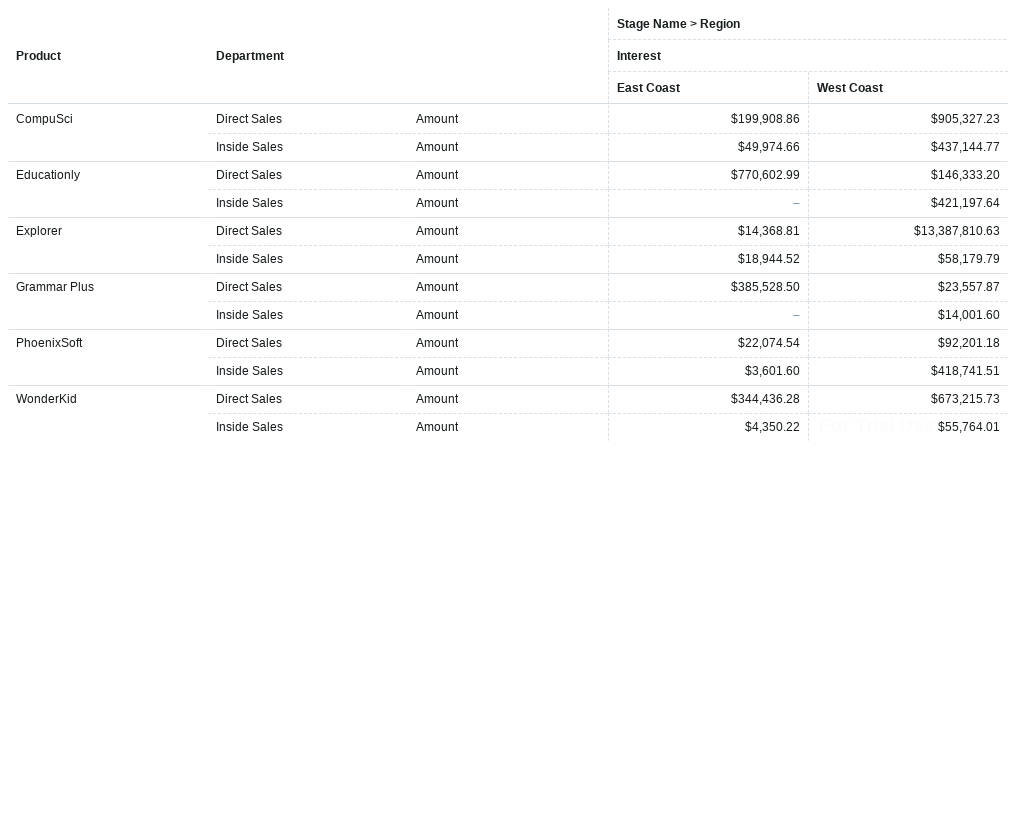 Stage Name > Region
Product Department Interest
East Coast West Coast
CompuSci Direct Sales Amount $199,908.86 $905,327.23
Inside Sales Amount $49,974.66 $437,144.77
Educationly Direct Sales Amount $770,602.99 $146,333.20
Inside Sales Amount – $421,197.64
Explorer Direct Sales Amount $14,368.81 $13,387,810.63
Inside Sales Amount $18,944.52 $58,179.79
Grammar Plus Direct Sales Amount $385,528.50 $23,557.87
Inside Sales Amount – $14,001.60
PhoenixSoft Direct Sales Amount $22,074.54 $92,201.18
Inside Sales Amount $3,601.60 $418,741.51
WonderKid Direct Sales Amount $344,436.28 $673,215.73
Inside Sales Amount $4,350.22 $55,764.01